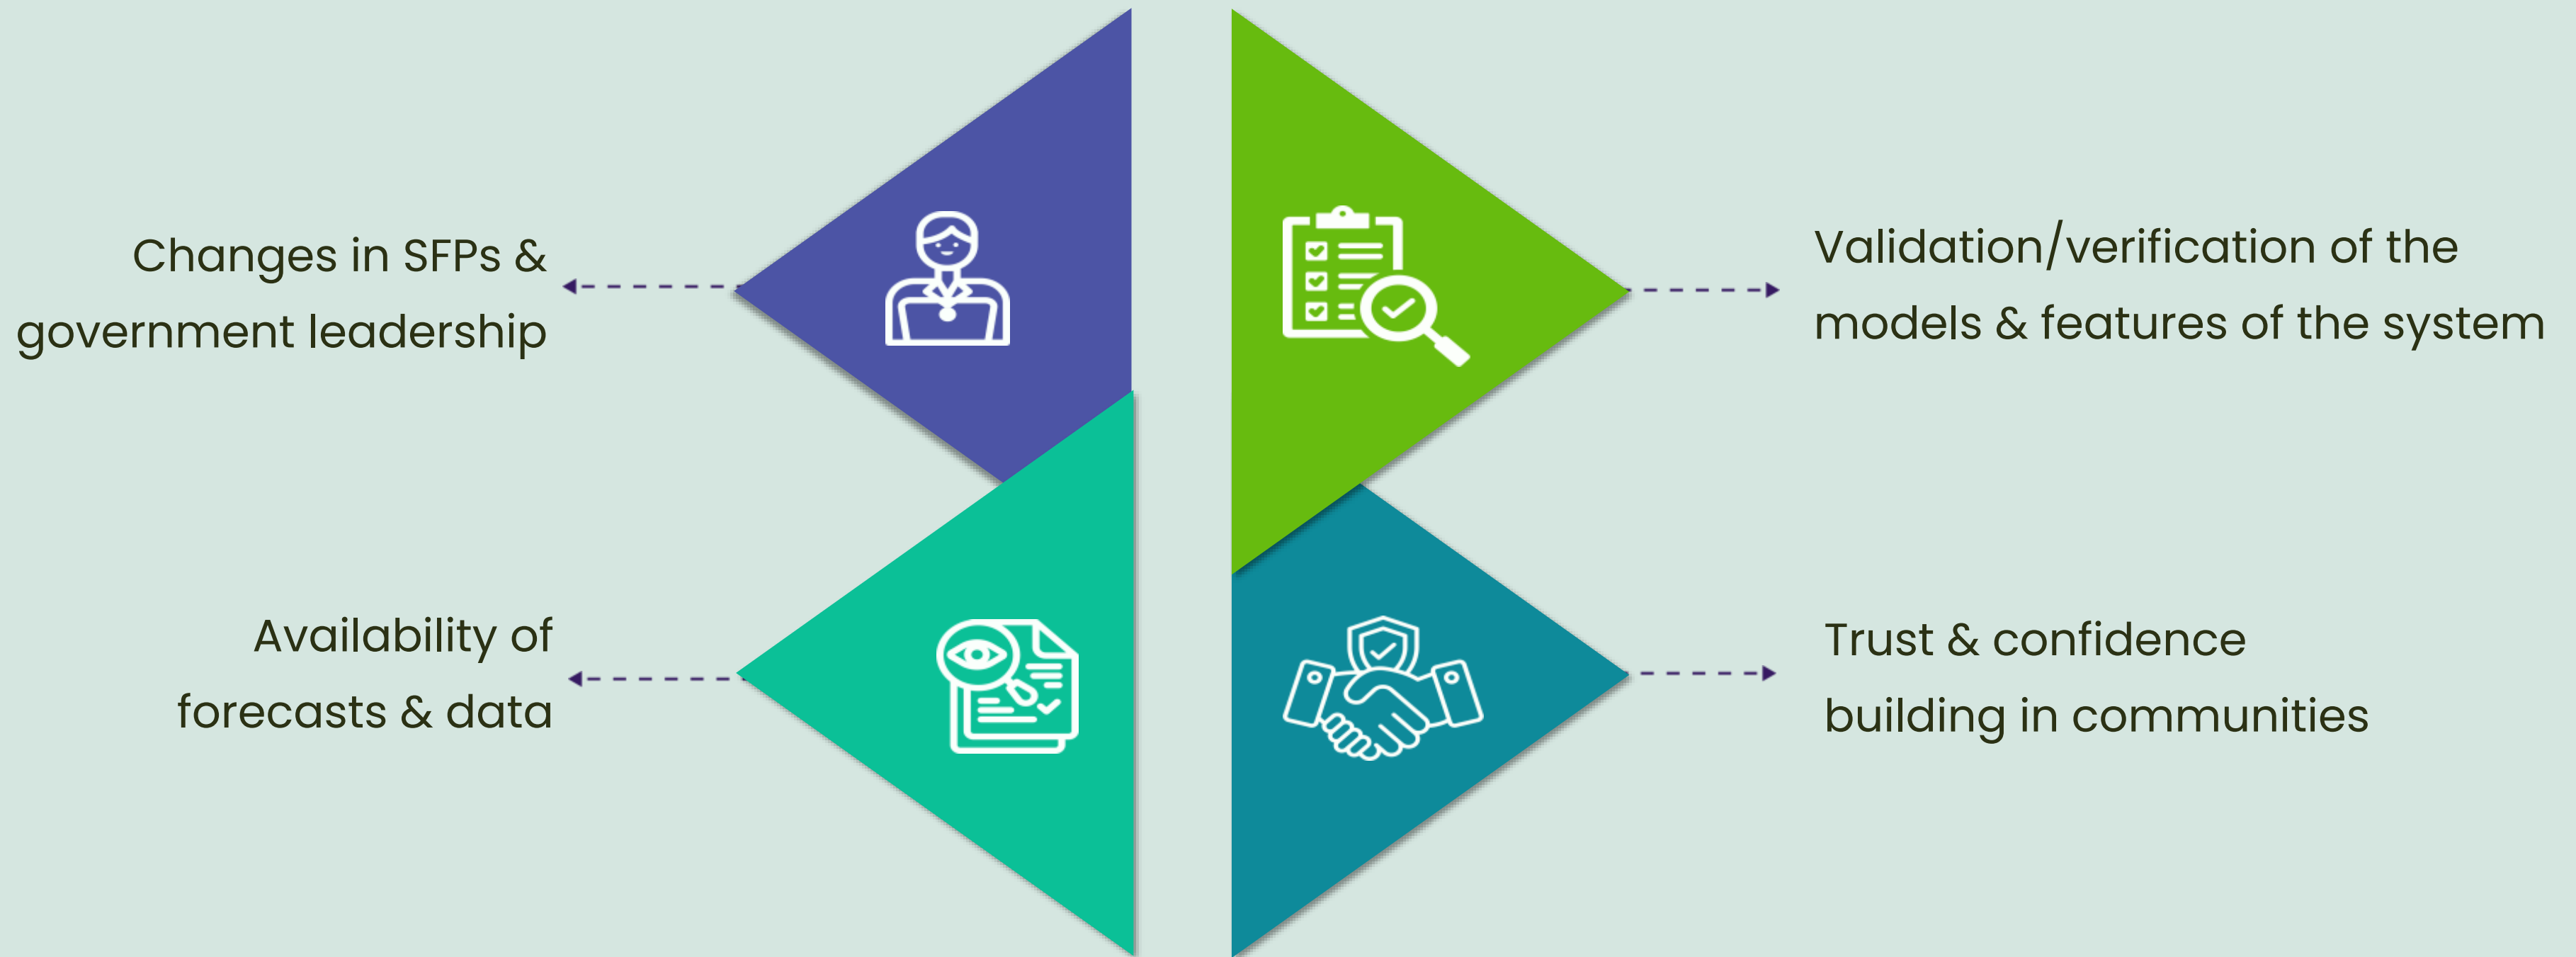 Changes in SFPs &
government leadership
Validation/verification of the
models & features of the system
Availability of
forecasts & data
Trust & confidence
building in communities